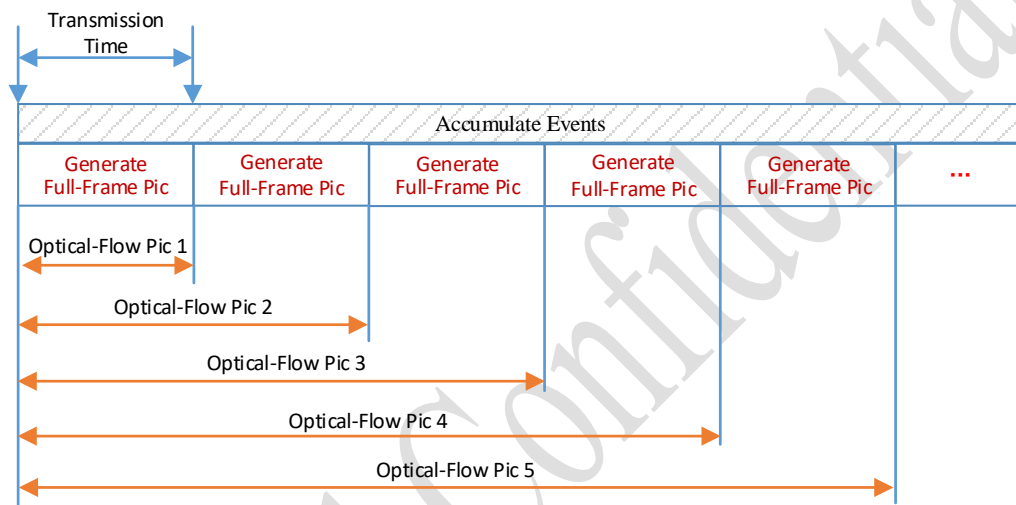 Transmission
Time
Accumulate Events
Generate
Full-Frame Pic
Generate
Full-Frame Pic
Generate
Full-Frame Pic
Generate
Full-Frame Pic
Generate
Full-Frame Pic
...
Optical-Flow Pic 1
Optical-Flow Pic 2
Optical-Flow Pic 3
Optical-Flow Pic 4
Optical-Flow Pic 5
Confidential